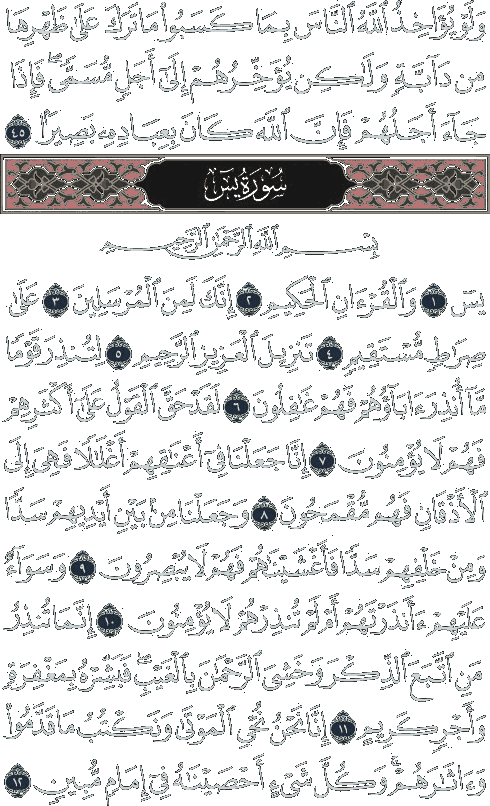 وَلَوْ يُؤَاخِذُ ٱللَّهُ ٱلنَّاسَ بِمَا كَسَبُوا۟ مَا تَرَكَ عَلَىٰ ظَهْرِهَا
مِن دَآبَّةٍ وَلَٰكِن يُؤَخِّرُهُمْ إِلَىٰٓ أَجَلٍ مُّسَمًّى ۖ فَإِذَا
جَآءَ أَجَلُهُمْ فَإِنَّ ٱللَّهَ كَانَ بِعِبَادِهِۦ بَصِيرًۢا ٤٥
سُورَةُ يسٓ
بِسْمِ ٱللَّهِ ٱلرَّحْمَٰنِ ٱلرَّحِيمِ
يسٓ ١ وَٱلْقُرْءَانِ ٱلْحَكِيمِ ٢ إِنَّكَ لَمِنَ ٱلْمُرْسَلِينَ ٣ عَلَىٰ
صِرَٰطٍ مُّسْتَقِيمٍ ٤ تَنزِيلَ ٱلْعَزِيزِ ٱلرَّحِيمِ ٥ لِتُنذِرَ قَوْمًا
مَّآ أُنذِرَ ءَابَآؤُهُمْ فَهُمْ غَٰفِلُونَ ٦ لَقَدْ حَقَّ ٱلْقَوْلُ عَلَىٰٓ أَكْثَرِهِمْ
فَهُمْ لَا يُؤْمِنُونَ ٧ إِنَّا جَعَلْنَا فِىٓ أَعْنَٰقِهِمْ أَغْلَٰلًا فَهِىَ إِلَى
ٱلْأَذْقَانِ فَهُم مُّقْمَحُونَ ٨ وَجَعَلْنَا مِنۢ بَيْنِ أَيْدِيهِمْ سَدًّا
وَمِنْ خَلْفِهِمْ سَدًّا فَأَغْشَيْنَٰهُمْ فَهُمْ لَا يُبْصِرُونَ ٩ وَسَوَآءٌ
عَلَيْهِمْ ءَأَنذَرْتَهُمْ أَمْ لَمْ تُنذِرْهُمْ لَا يُؤْمِنُونَ ١٠ إِنَّمَا تُنذِرُ
مَنِ ٱتَّبَعَ ٱلذِّكْرَ وَخَشِىَ ٱلرَّحْمَٰنَ بِٱلْغَيْبِ ۖ فَبَشِّرْهُ بِمَغْفِرَةٍ
وَأَجْرٍ كَرِيمٍ ١١ إِنَّا نَحْنُ نُحْىِ ٱلْمَوْتَىٰ وَنَكْتُبُ مَا قَدَّمُوا۟
وَءَاثَٰرَهُمْ ۚ وَكُلَّ شَىْءٍ أَحْصَيْنَٰهُ فِىٓ إِمَامٍ مُّبِينٍ ١٢